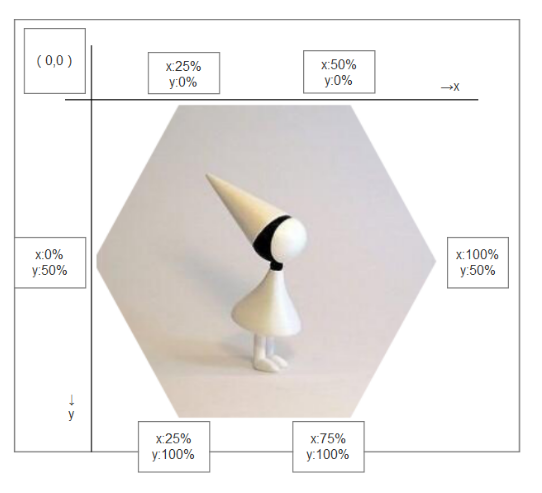 ( 0,0 )
x:25%
y:0%
x:50%
y:0%
→x
x:0%
y:50%
x:100%
y:50%
↓
y
x:25%
y:100%
x:75%
y:100%